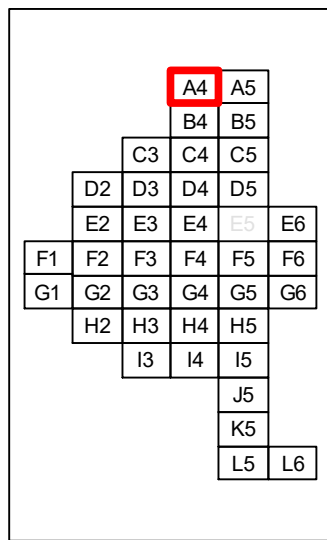 A4 A5
B4 B5
C3 C4 C5
D2 D3 D4 D5
E2 E3 E4 E5 E6
F1 F2 F3 F4 F5 F6
G1 G2 G3 G4 G5 G6
H2 H3 H4 H5
I3 I4 I5
J5
K5
L5 L6